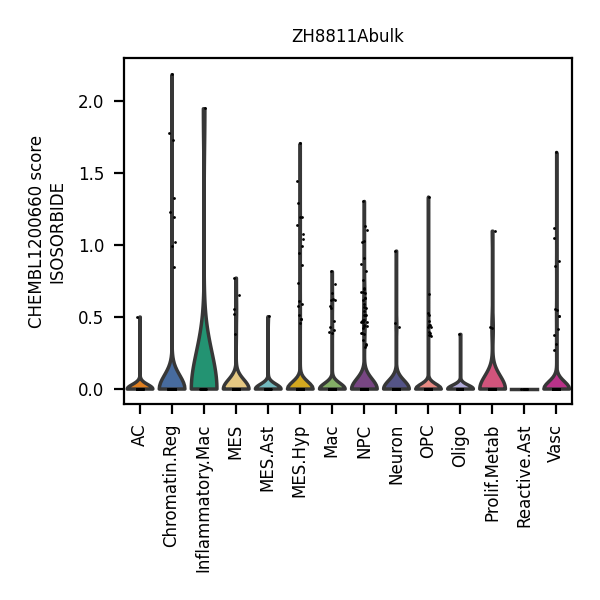 ZH8811Abulk
CHEMBL1200660 score
ISOSORBIDE
2.0
1.5
1.0
0.5
0.0
AC
Chromatin.Reg
Inflammatory.Mac
MES
MES.Ast
MES.Hyp
Mac
NPC
Neuron
OPC
Oligo
Prolif.Metab
Reactive.Ast
Vasc